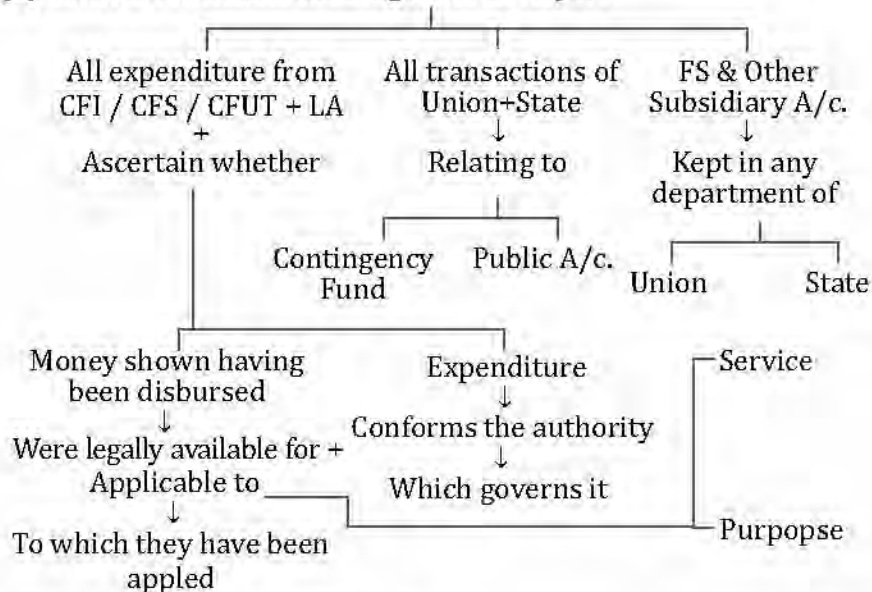 All expenditure from
CFI / CFS / CFUT + LA
+
Ascertain whether
All transactions of
Union+State
↓
Relating to
FS & Other
Subsidiary A/c.
↓
Kept in any
department of
Contingency
Fund
Public A/c.
Union
State
Money shown having
been disbursed
↓
Were legally available for +
Applicable to
↓
To which they have been
appled
Expenditure
↓
Conforms the authority
↓
Which governs it
Service
Purpopse